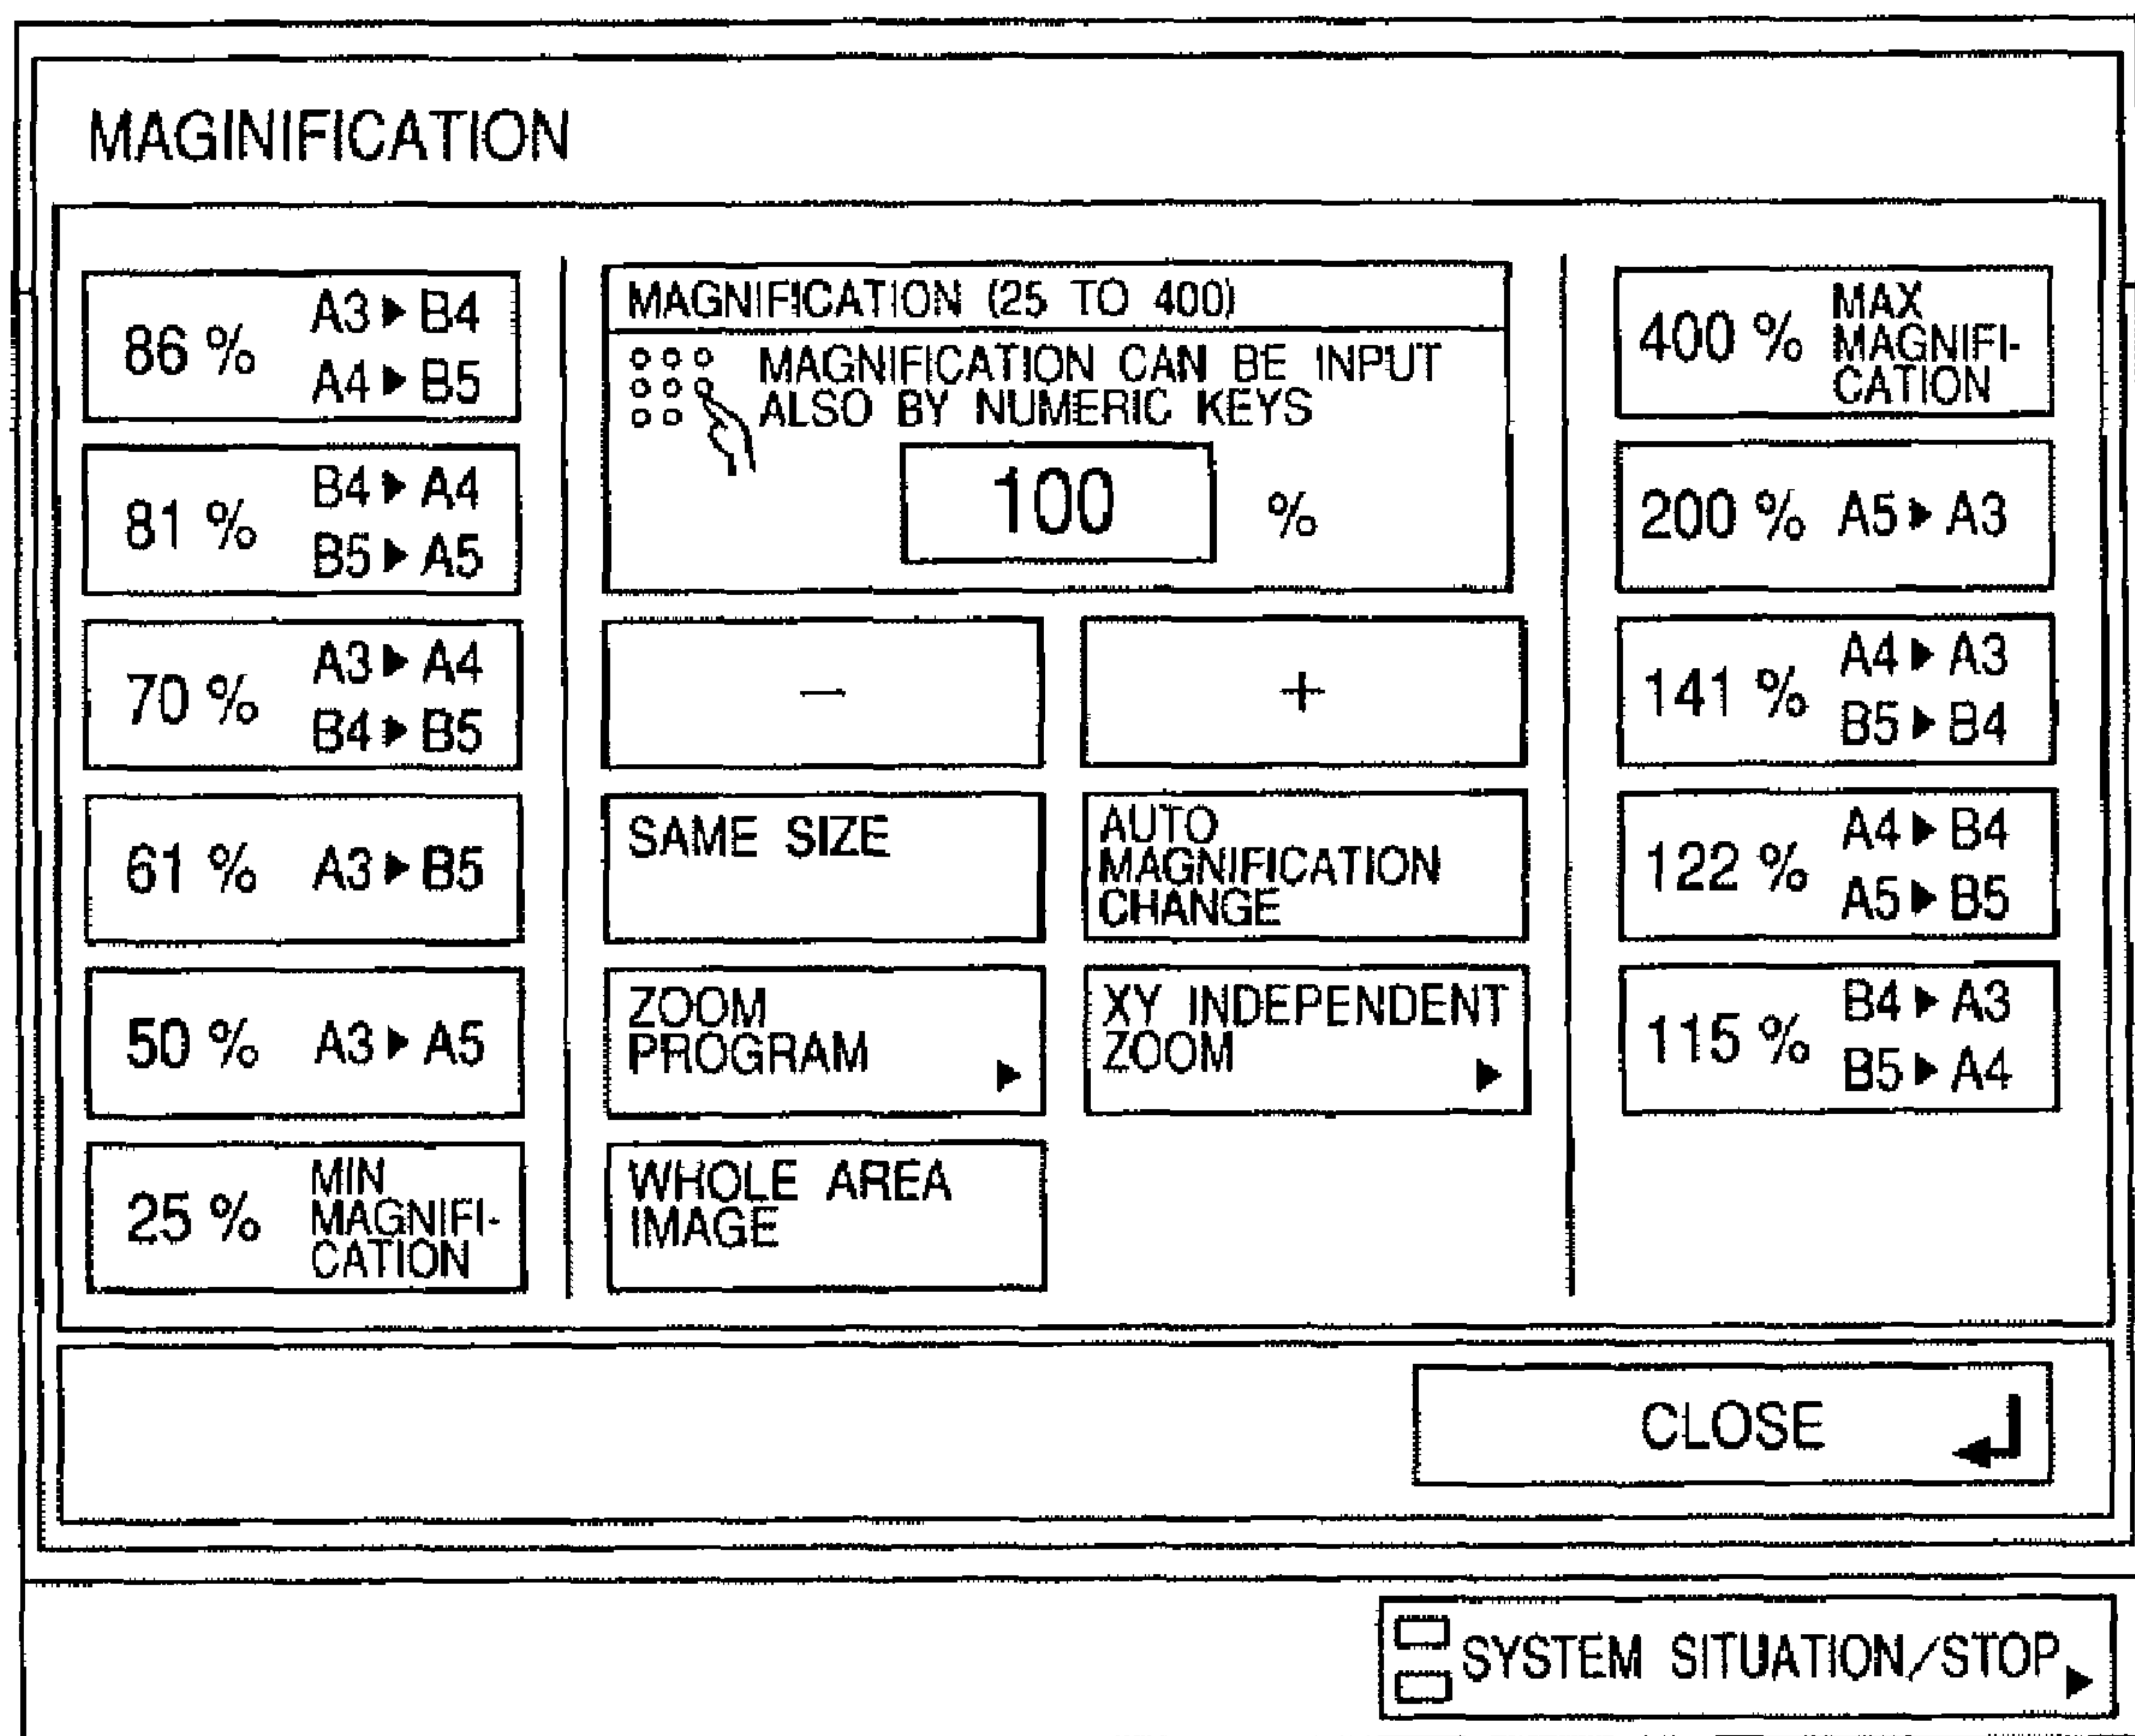 MAGINIFICATION
86 % A3▶B4
A4▶B5
81 % B4▶A4
B5▶A5
70 % A3▶A4
B4▶B5
61 % A3▶B5
50 % A3▶A5
25 % MIN
MAGNIFI-
CATION
MAGNIFICATION (25 TO 400)
MAGNIFICATION CAN BE INPUT
ALSO BY NUMERIC KEYS
100 %
− +
SAME SIZE
AUTO
MAGNIFICATION
CHANGE
ZOOM
PROGRAM ▶
XY INDEPENDENT
ZOOM ▶
WHOLE AREA
IMAGE
400 % MAX
MAGNIFI-
CATION
200 % A5▶A3
141 % A4▶A3
B5▶B4
122 % A4▶B4
A5▶B5
115 % B4▶A3
B5▶A4
CLOSE
SYSTEM SITUATION/STOP ▶